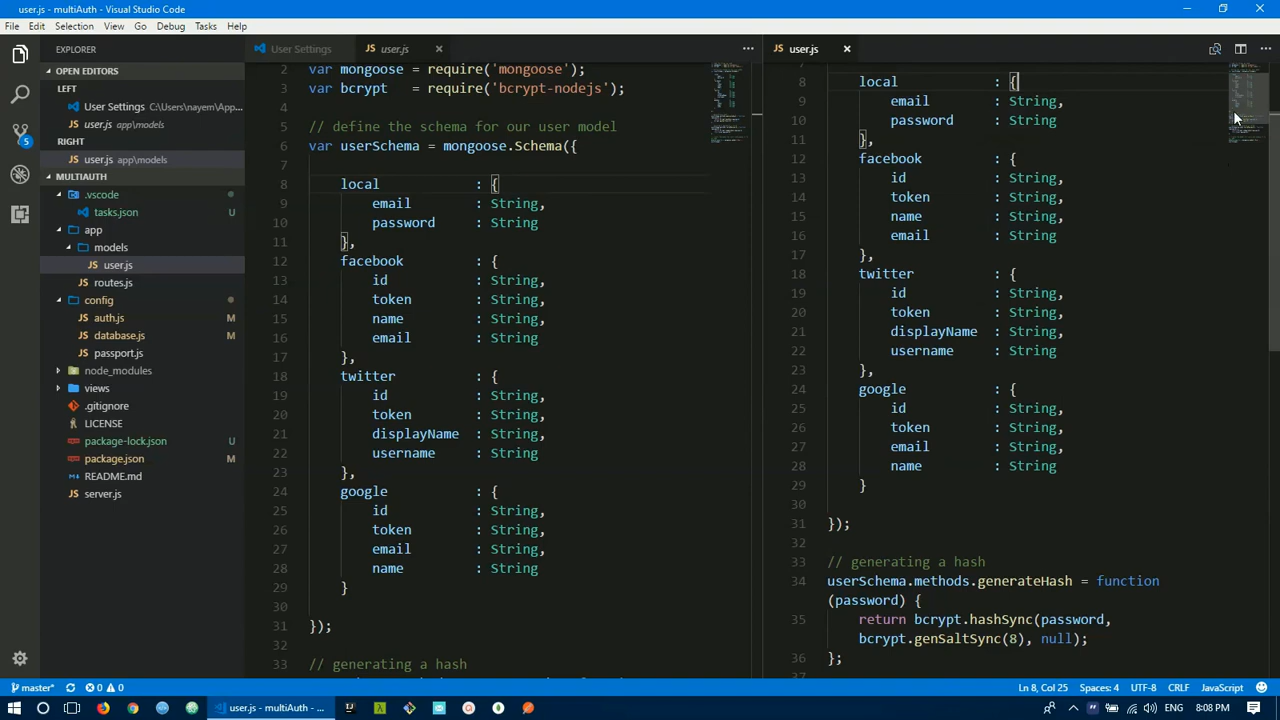 user.js - multiAuth - Visual Studio Code
File Edit Selection View Go Debug Tasks Help
EXPLORER
OPEN EDITORS
LEFT
User Settings C:\Users\nayem\App...
user.js app\models
RIGHT
user.js app\models
MULTIAUTH
.vscode
tasks.json U
app
models
user.js
routes.js
config
auth.js M
database.js M
passport.js
node_modules
views
.gitignore
LICENSE
package-lock.json U
package.json M
README.md
server.js
5
User Settings user.js
2 var mongoose = require('mongoose');
3 var bcrypt   = require('bcrypt-nodejs');
4
5 // define the schema for our user model
6 var userSchema = mongoose.Schema({
7
8 local : {
9 email : String,
10 password : String
11 },
12 facebook : {
13 id : String,
14 token : String,
15 name : String,
16 email : String
17 },
18 twitter : {
19 id : String,
20 token : String,
21 displayName : String,
22 username : String
23 },
24 google : {
25 id : String,
26 token : String,
27 email : String,
28 name : String
29 }
30
31 });
32
33 // generating a hash
user.js
8 local : {
9 email : String,
10 password : String
11 },
12 facebook : {
13 id : String,
14 token : String,
15 name : String,
16 email : String
17 },
18 twitter : {
19 id : String,
20 token : String,
21 displayName : String,
22 username : String
23 },
24 google : {
25 id : String,
26 token : String,
27 email : String,
28 name : String
29 }
30
31 });
32
33 // generating a hash
34 userSchema.methods.generateHash = function
(password) {
35 return bcrypt.hashSync(password,
bcrypt.genSaltSync(8), null);
36 };
master* 0 0 Ln 8, Col 25 Spaces: 4 UTF-8 CRLF JavaScript
user.js - multiAuth - ... ENG 8:08 PM